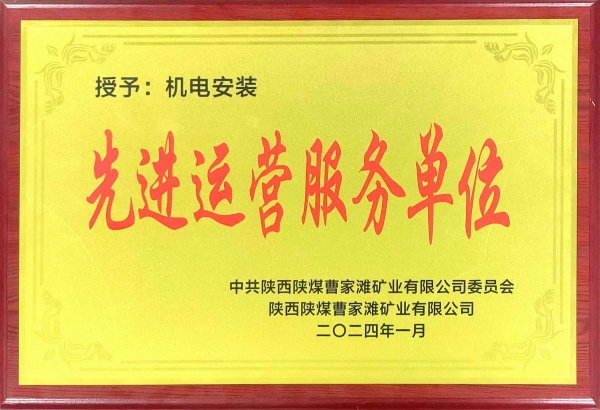 授予：机电安装
先进运营服务单位
中共陕西陕煤曹家滩矿业有限公司委员会
陕西陕煤曹家滩矿业有限公司
二〇二四年一月